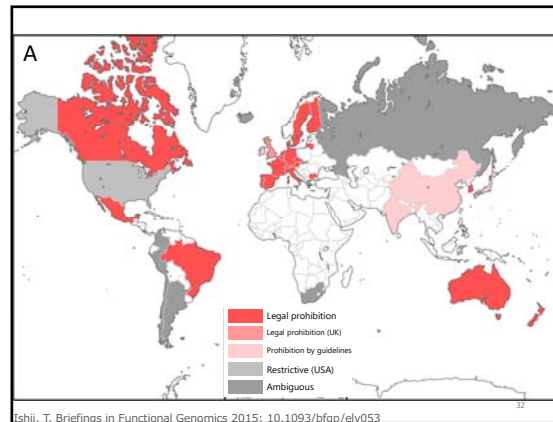 A
Legal prohibition
Legal prohibition (UK)
Prohibition by guidelines
Restrictive (USA)
Ambiguous
32
Ishii, T. Briefings in Functional Genomics 2015; 10.1093/bfgp/elv053